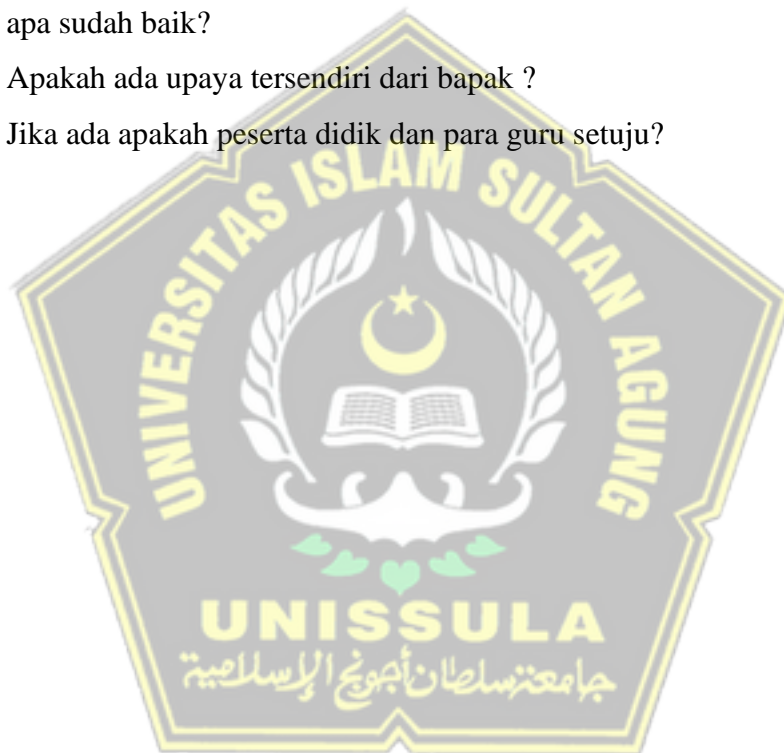 apa sudah baik?
Apakah ada upaya tersendiri dari bapak ?
Jika ada apakah peserta didik dan para guru setuju?
UNIVERSITAS ISLAM SULTAN AGUNG
UNISSULA
جامعة سلطان أجونج الإسلامية